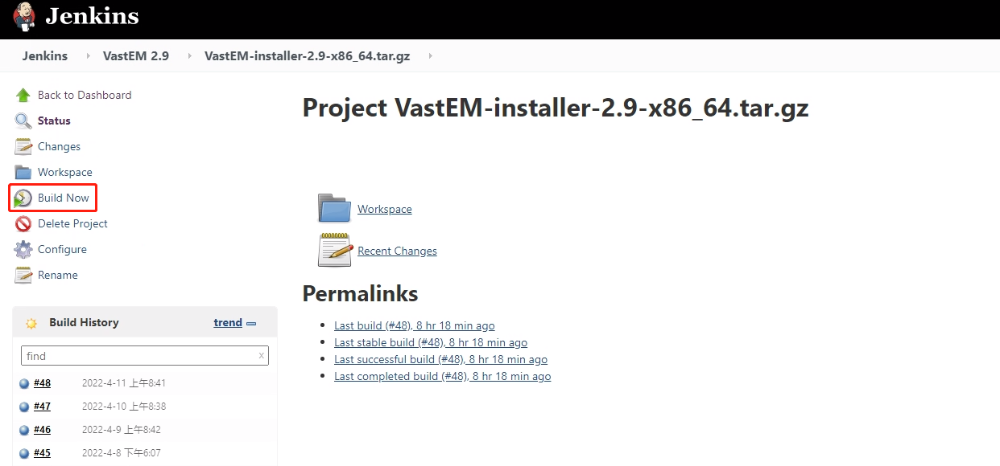 Jenkins
Jenkins VastEM 2.9 VastEM-installer-2.9-x86_64.tar.gz
Back to Dashboard
Status
Changes
Workspace
Build Now
Delete Project
Configure
Rename
Build History trend
find x
#48 2022-4-11 上午8:41
#47 2022-4-10 上午8:38
#46 2022-4-9 上午8:42
#45 2022-4-8 下午6:07
Project VastEM-installer-2.9-x86_64.tar.gz
Workspace
Recent Changes
Permalinks
Last build (#48), 8 hr 18 min ago
Last stable build (#48), 8 hr 18 min ago
Last successful build (#48), 8 hr 18 min ago
Last completed build (#48), 8 hr 18 min ago